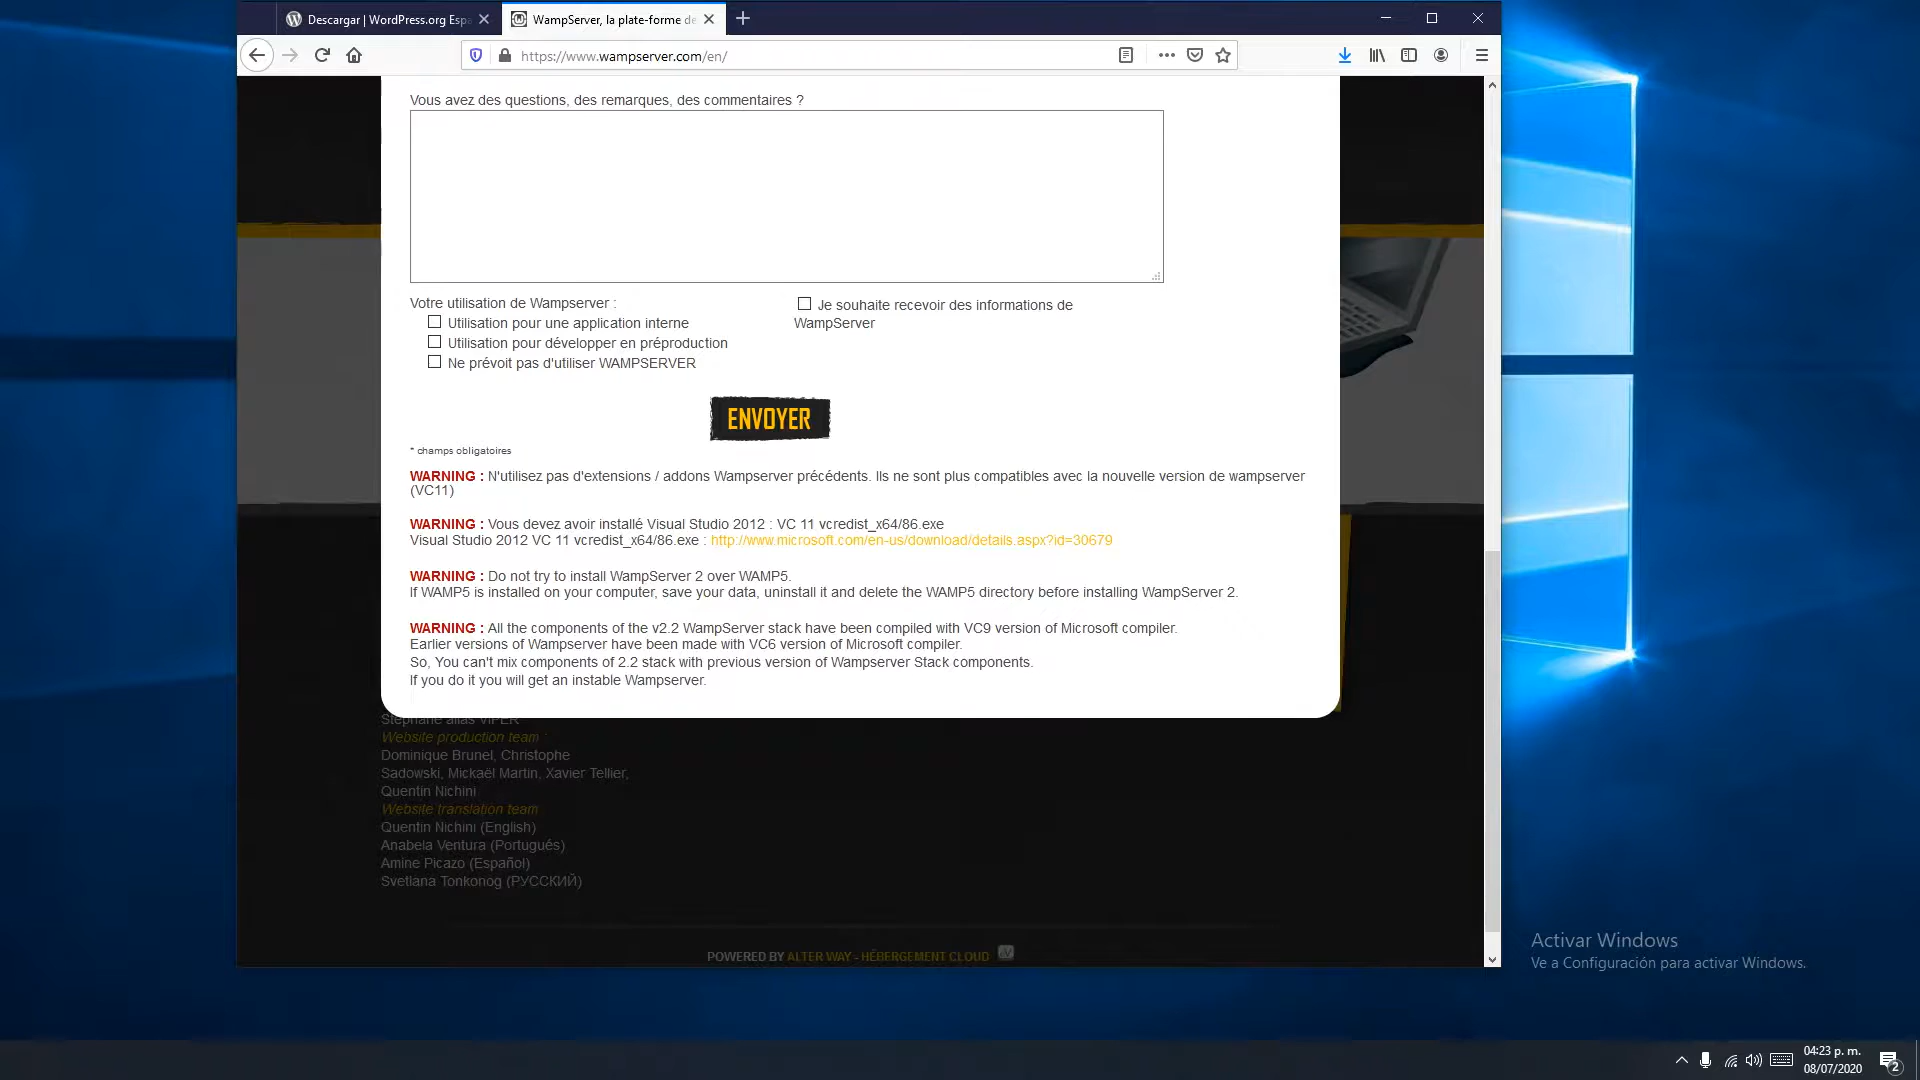 Descargar | WordPress.org Espa
WampServer, la plate-forme de
https://www.wampserver.com/en/
Vous avez des questions, des remarques, des commentaires ?
Votre utilisation de Wampserver :
Utilisation pour une application interne
Utilisation pour développer en préproduction
Ne prévoit pas d'utiliser WAMPSERVER
Je souhaite recevoir des informations de
WampServer
ENVOYER
* champs obligatoires
WARNING : N'utilisez pas d'extensions / addons Wampserver précédents. Ils ne sont plus compatibles avec la nouvelle version de wampserver
(VC11)
WARNING : Vous devez avoir installé Visual Studio 2012 : VC 11 vcredist_x64/86.exe
Visual Studio 2012 VC 11 vcredist_x64/86.exe : http://www.microsoft.com/en-us/download/details.aspx?id=30679
WARNING : Do not try to install WampServer 2 over WAMP5.
If WAMP5 is installed on your computer, save your data, uninstall it and delete the WAMP5 directory before installing WampServer 2.
WARNING : All the components of the v2.2 WampServer stack have been compiled with VC9 version of Microsoft compiler.
Earlier versions of Wampserver have been made with VC6 version of Microsoft compiler.
So, You can't mix components of 2.2 stack with previous version of Wampserver Stack components.
If you do it you will get an instable Wampserver.
Stéphane alias VIPER
Website production team :
Dominique Brunel, Christophe
Sadowski, Mickaël Martin, Xavier Tellier,
Quentin Nichini
Website translation team
Quentin Nichini (English)
Anabela Ventura (Portugués)
Amine Picazo (Español)
Svetlana Tonkonog (РУССКИЙ)
POWERED BY ALTER WAY - HÉBERGEMENT CLOUD
Activar Windows
Ve a Configuración para activar Windows.
04:23 p. m.
08/07/2020
2